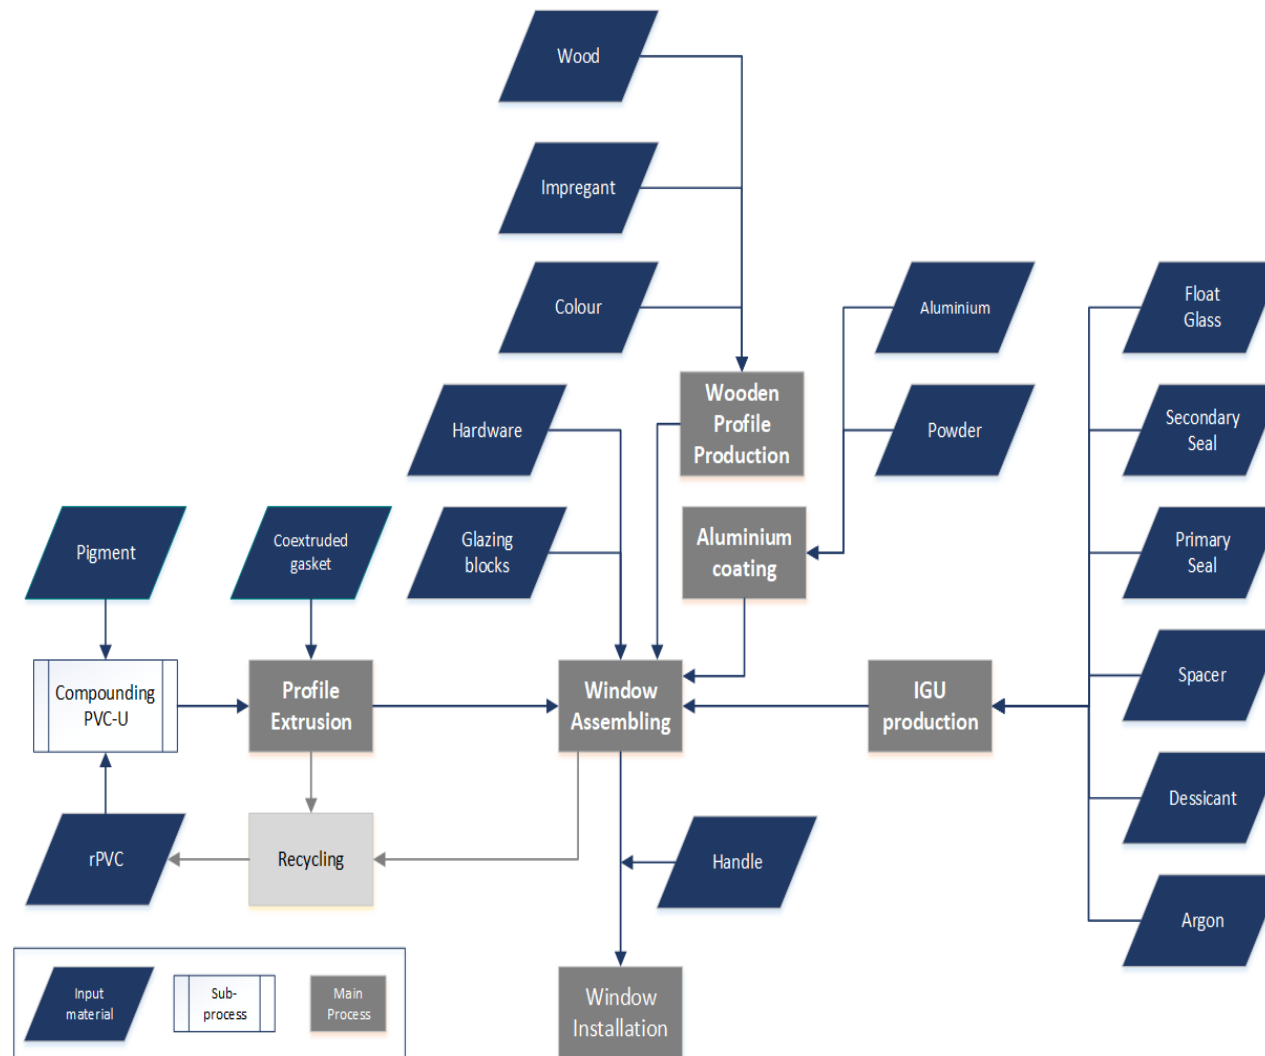 Wood
Impregant
Colour
Aluminium
Float
Glass
Wooden
Profile
Production
Hardware
Powder
Secondary
Seal
Pigment
Coextruded
gasket
Glazing
blocks
Aluminium
coating
Primary
Seal
Compounding
PVC-U
Profile
Extrusion
Window
Assembling
IGU
production
Spacer
Dessicant
rPVC
Recycling
Handle
Argon
Input
material
Sub-
process
Main
Process
Window
Installation